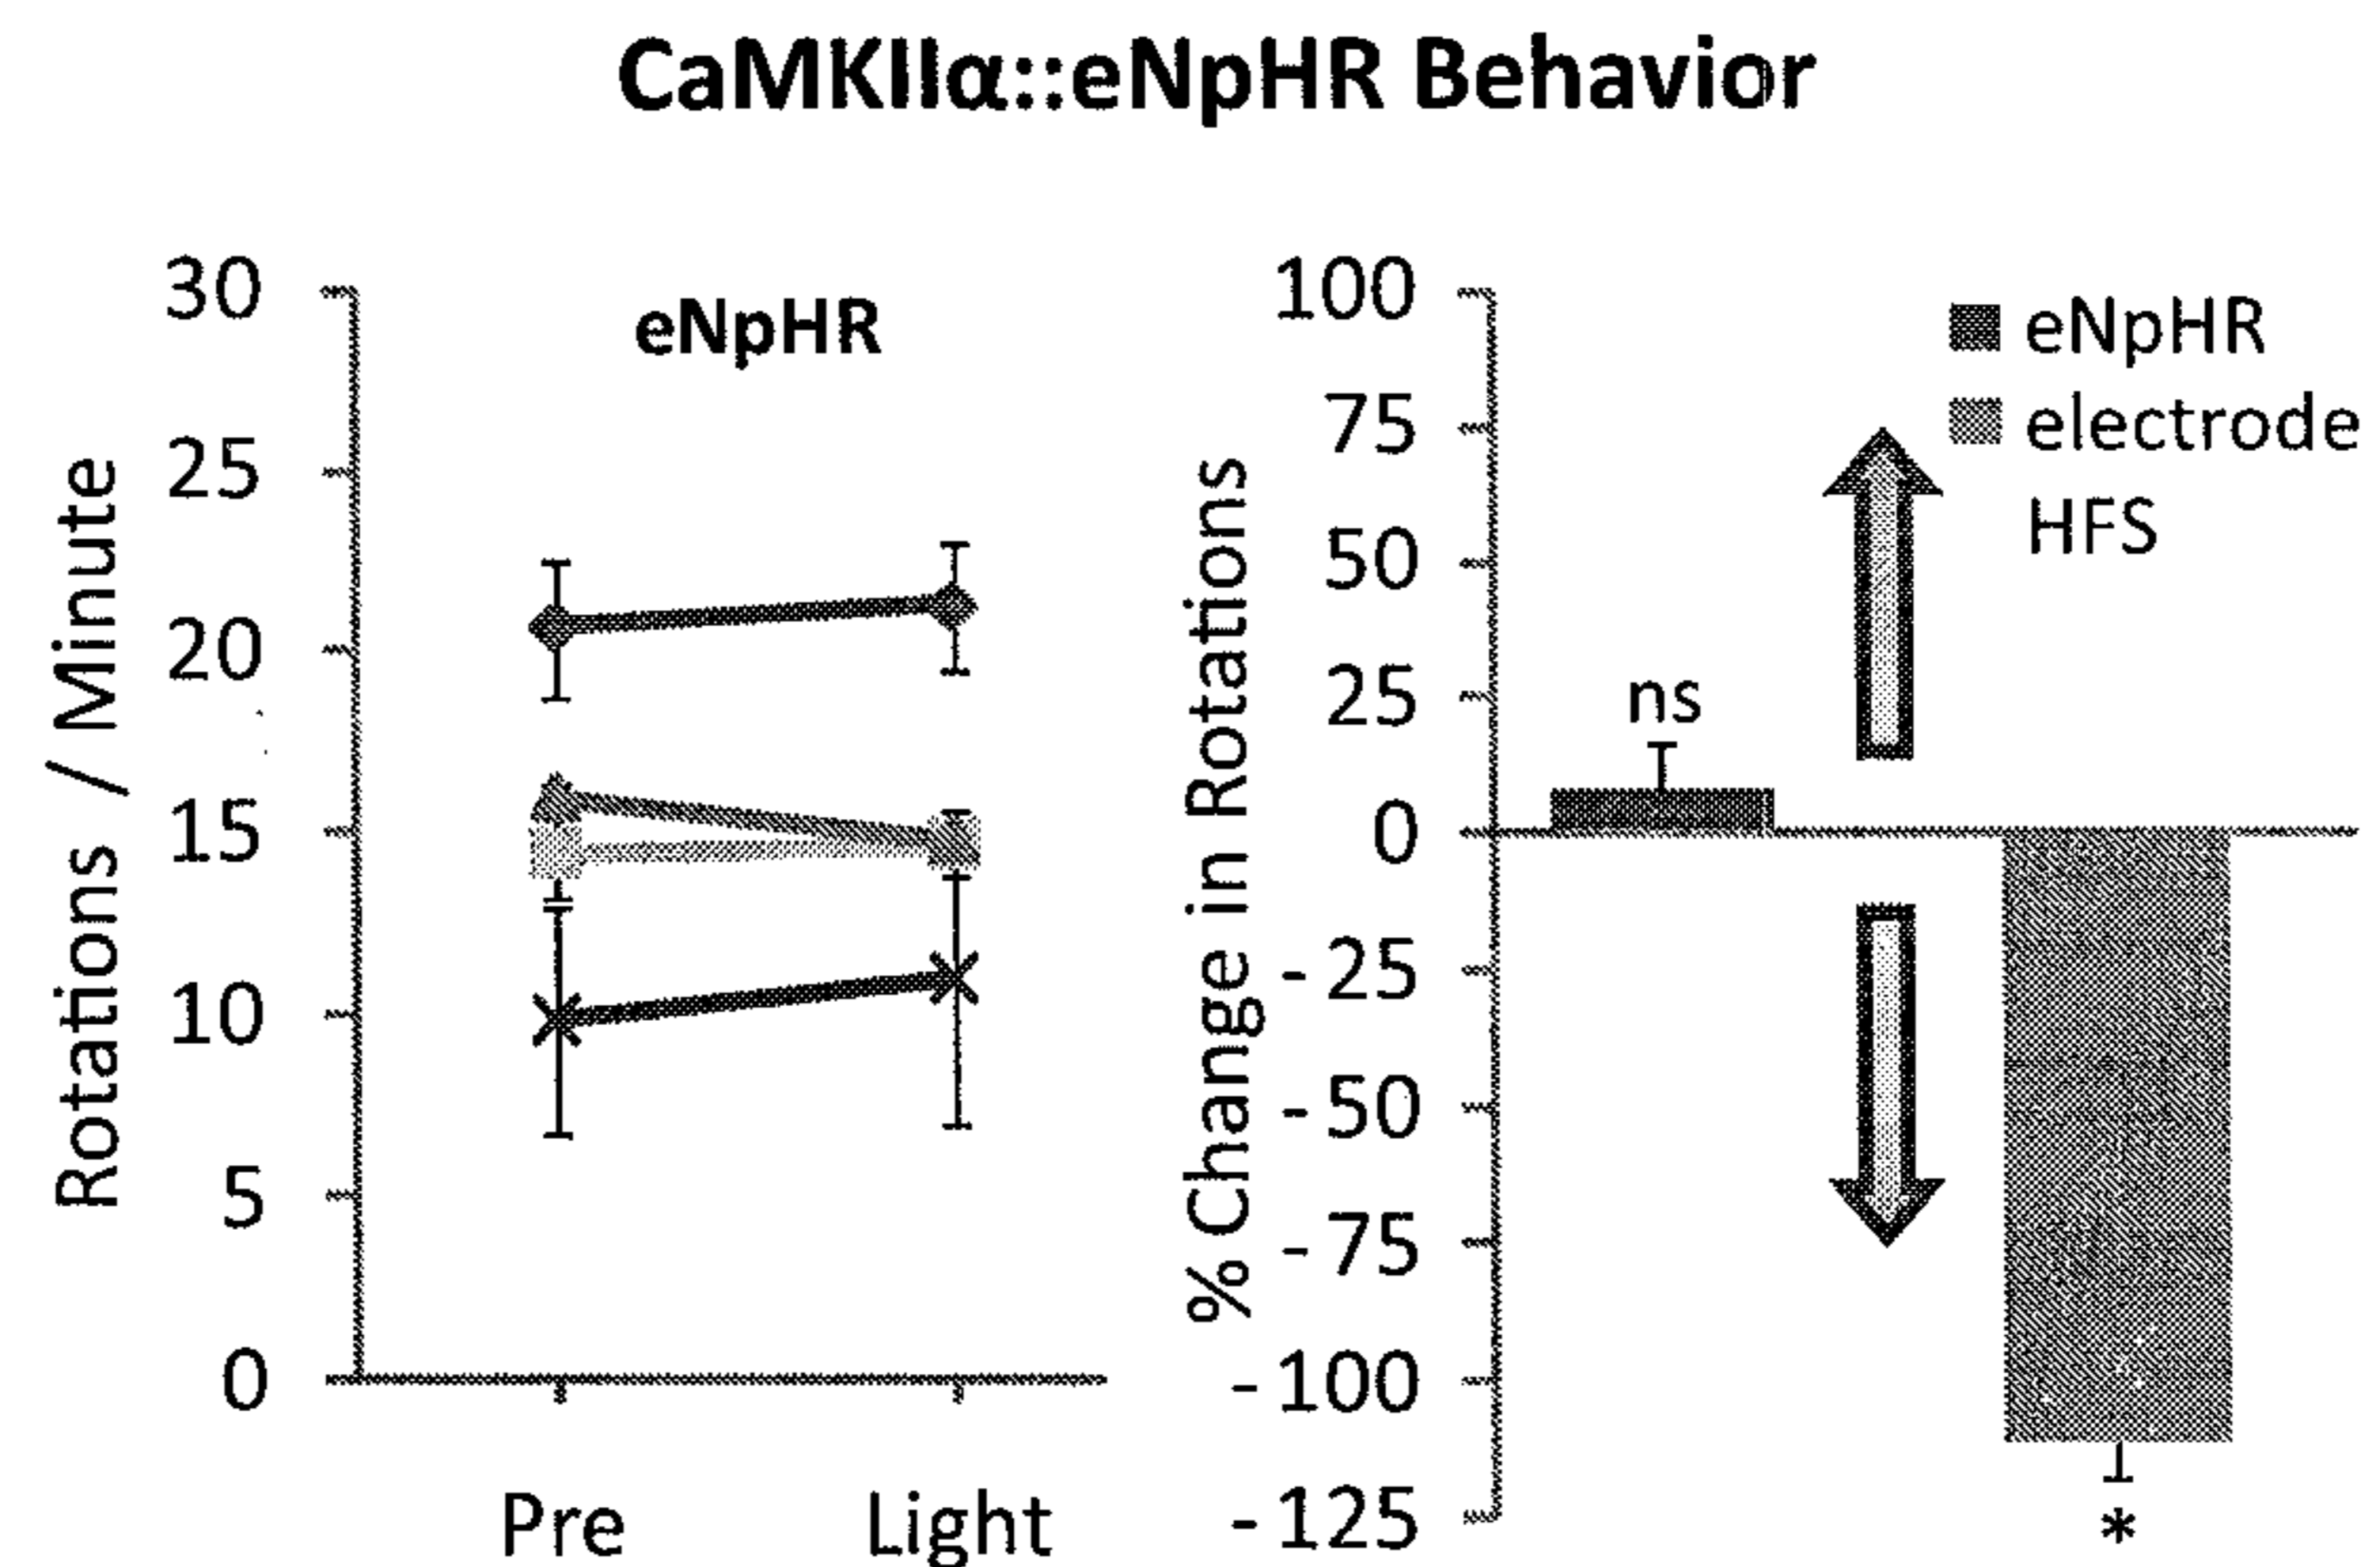 CaMKIIα::eNpHR Behavior
eNpHR
Rotations / Minute
30
25
20
15
10
5
0
Pre
Light
% Change in Rotations
100
75
50
25
0
-25
-50
-75
-100
-125
ns
*
eNpHR
electrode
HFS